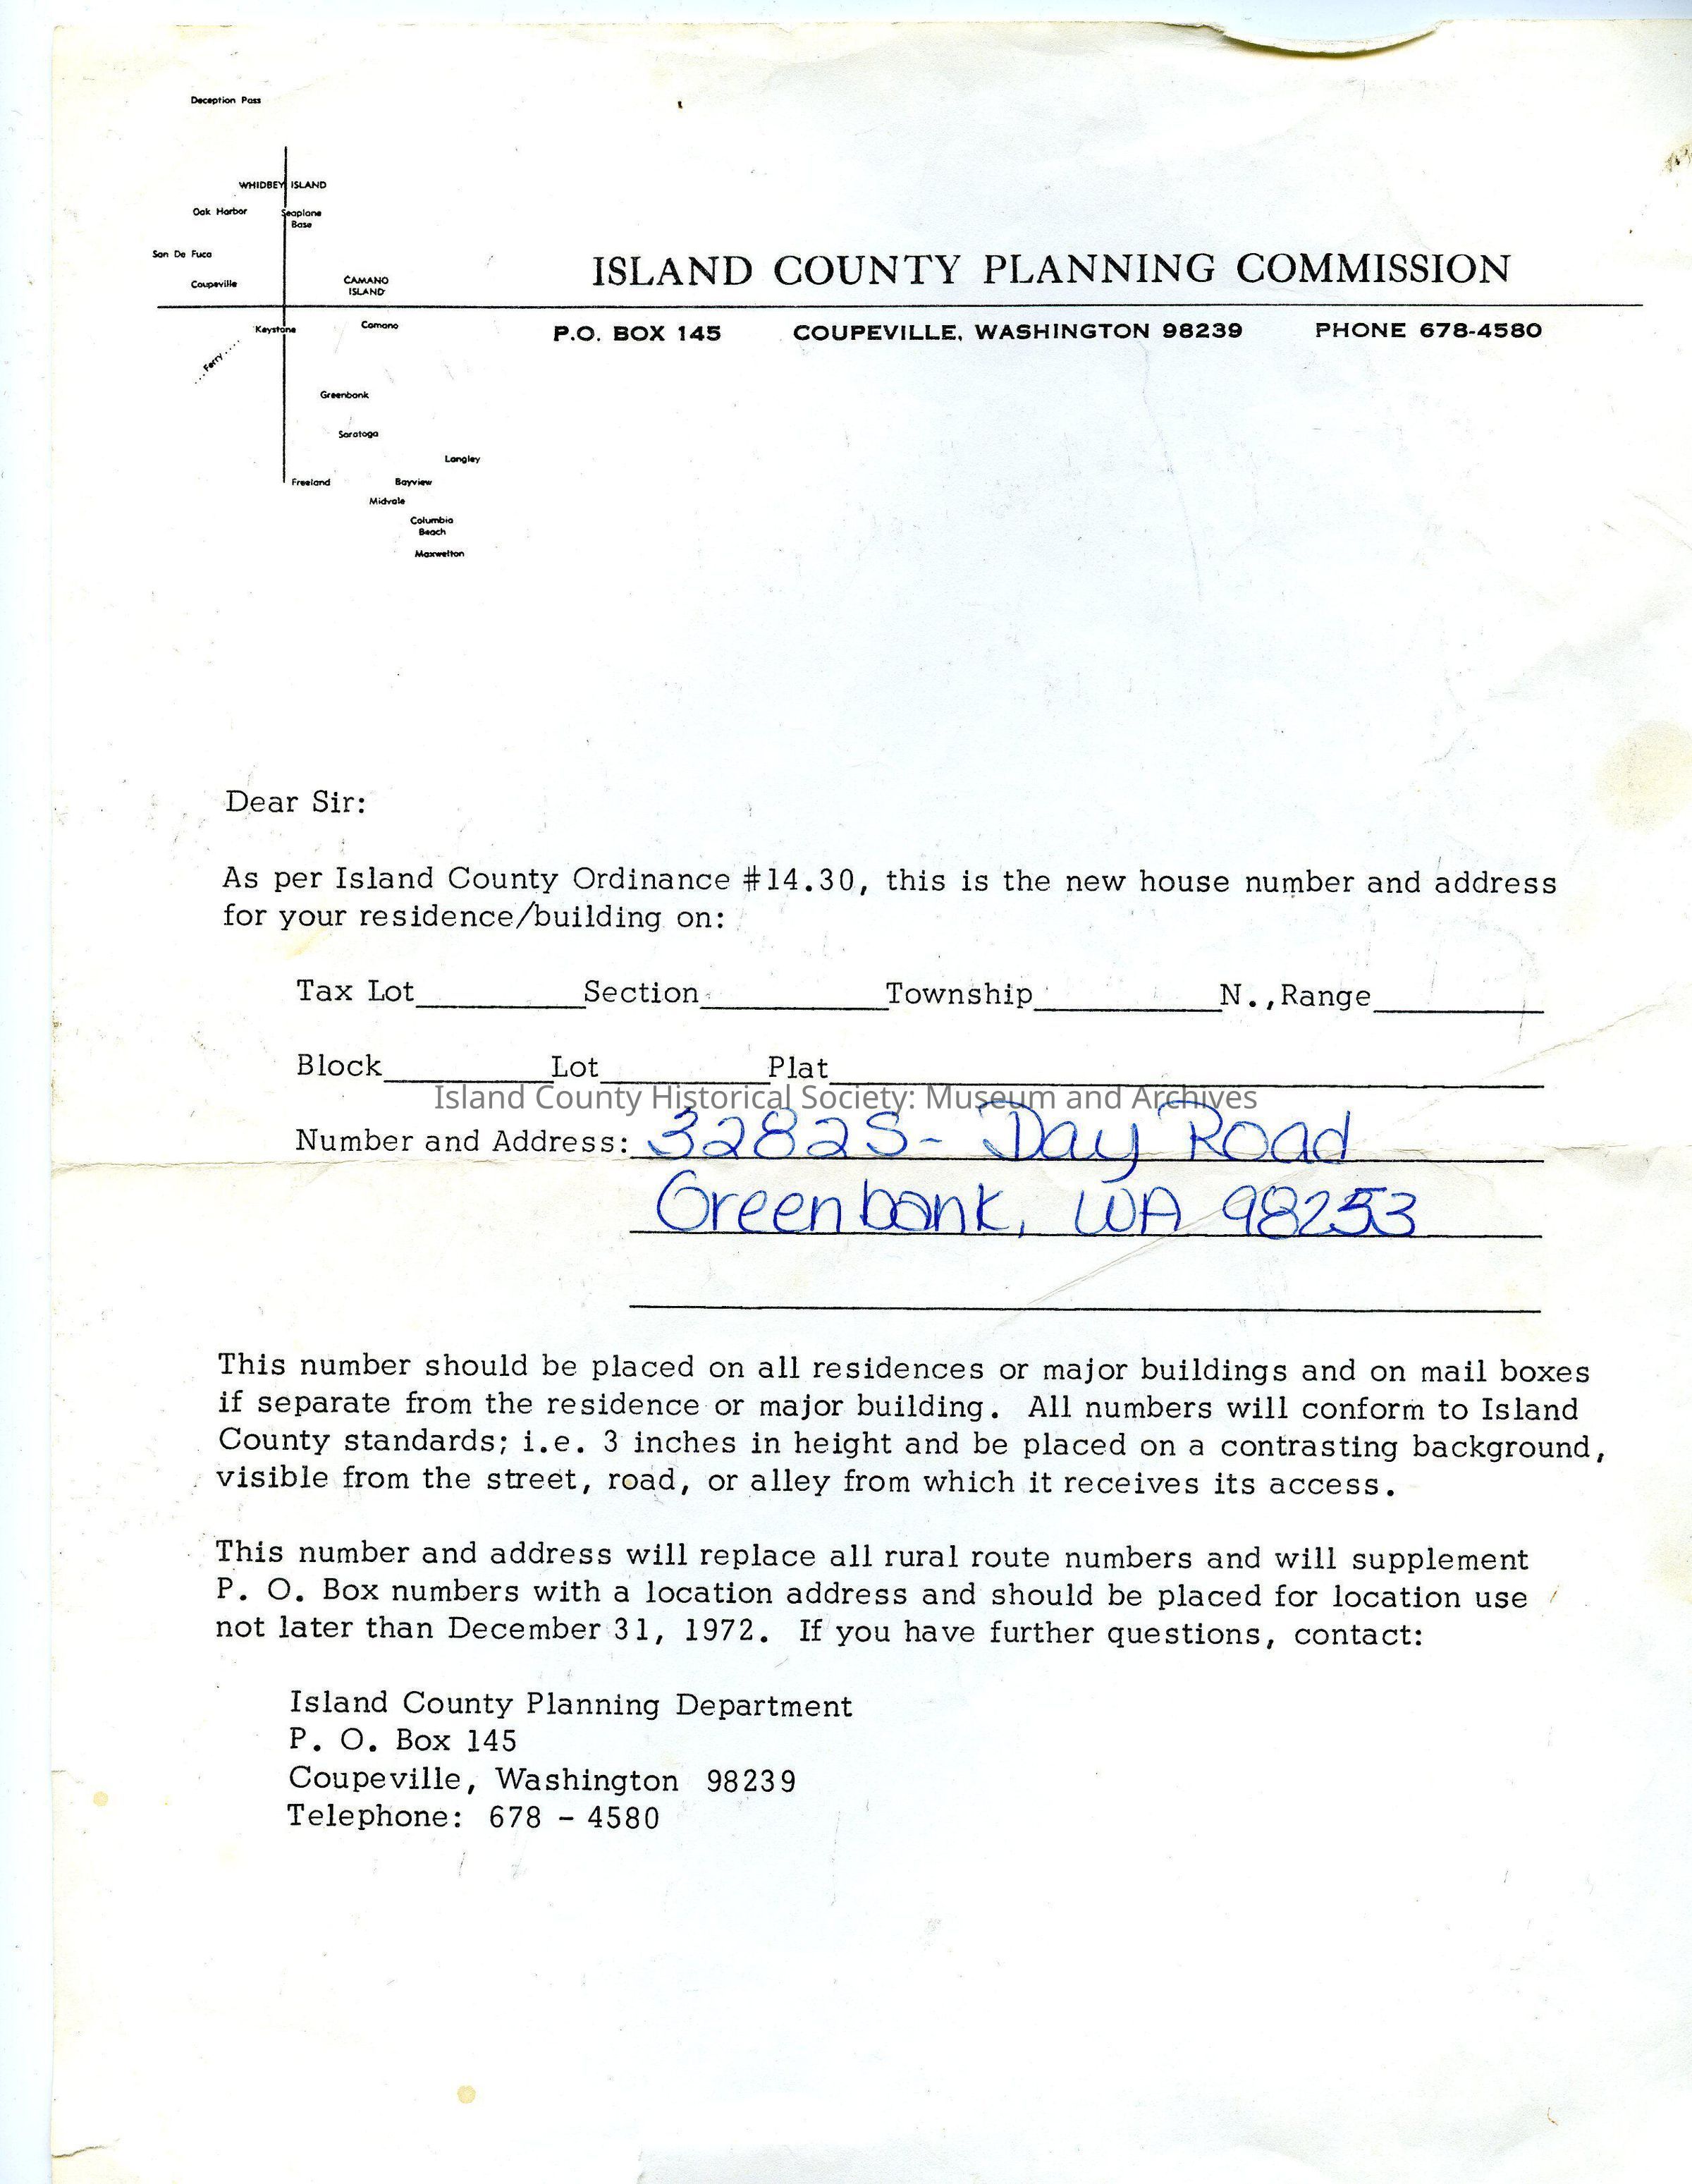 Deception Pass
WHIDBEY ISLAND
Oak Harbor
Seaplane
Base
San De Fuca
Coupeville
CAMANO
ISLAND
Keystone
Camano
...Ferry.....
Greenbank
Saratoga
Langley
Freeland
Bayview
Midvale
Columbia
Beach
Maxwelton
ISLAND COUNTY PLANNING COMMISSION
P.O. BOX 145 COUPEVILLE, WASHINGTON 98239 PHONE 678-4580
Dear Sir:
As per Island County Ordinance #14.30, this is the new house number and address
for your residence/building on:
Tax Lot__________Section__________Township__________N.,Range__________
Block__________Lot__________Plat__________
Island County Historical Society: Museum and Archives
Number and Address: 3282S- Day Road
Greenbank, WA 98253
This number should be placed on all residences or major buildings and on mail boxes
if separate from the residence or major building. All numbers will conform to Island
County standards; i.e. 3 inches in height and be placed on a contrasting background,
visible from the street, road, or alley from which it receives its access.
This number and address will replace all rural route numbers and will supplement
P. O. Box numbers with a location address and should be placed for location use
not later than December 31, 1972. If you have further questions, contact:
Island County Planning Department
P. O. Box 145
Coupeville, Washington 98239
Telephone: 678 - 4580